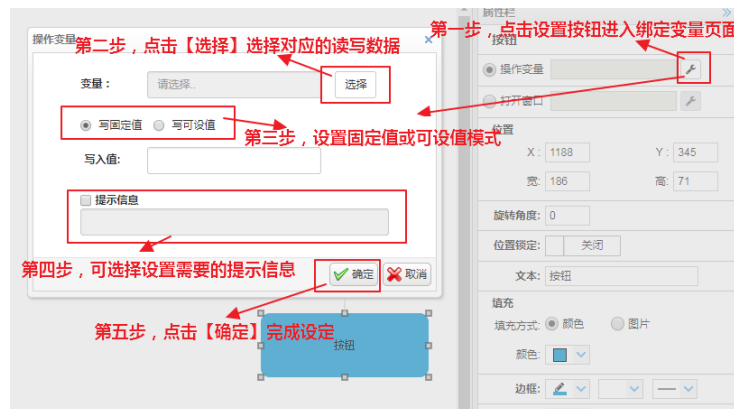 属性栏
第一步，点击设置按钮进入绑定变量页面
操作变量
第二步，点击【选择】选择对应的读写数据
按钮
变量：
请选择..
选择
操作变量
打开窗口
写固定值
写可设值
第三步，设置固定值或可设值模式
位置
写入值:
X: 1188
Y: 345
宽: 186
高: 71
提示信息
旋转角度: 0
位置锁定: 关闭
第四步，可选择设置需要的提示信息
确定
取消
文本: 按钮
填充
第五步，点击【确定】完成设定
填充方式: 颜色 图片
按钮
颜色:
边框: